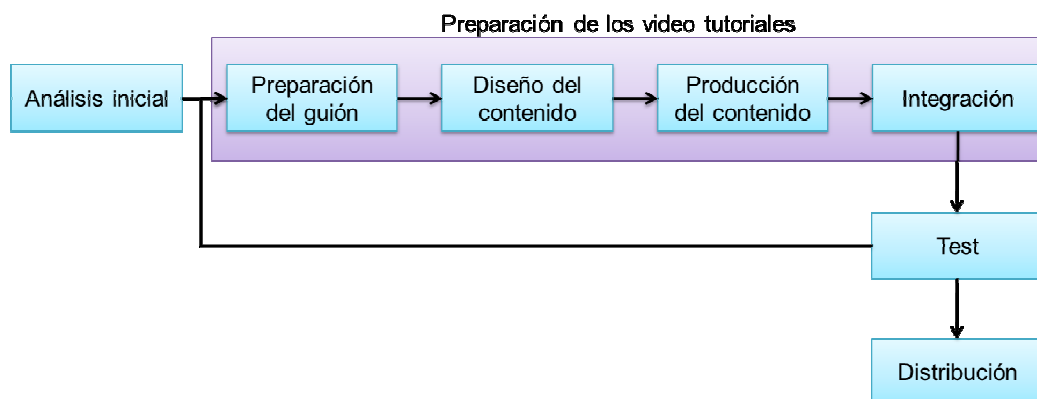 Preparación de los video tutoriales
Análisis inicial
Preparación
del guión
Diseño del
contenido
Producción
del contenido
Integración
Test
Distribución